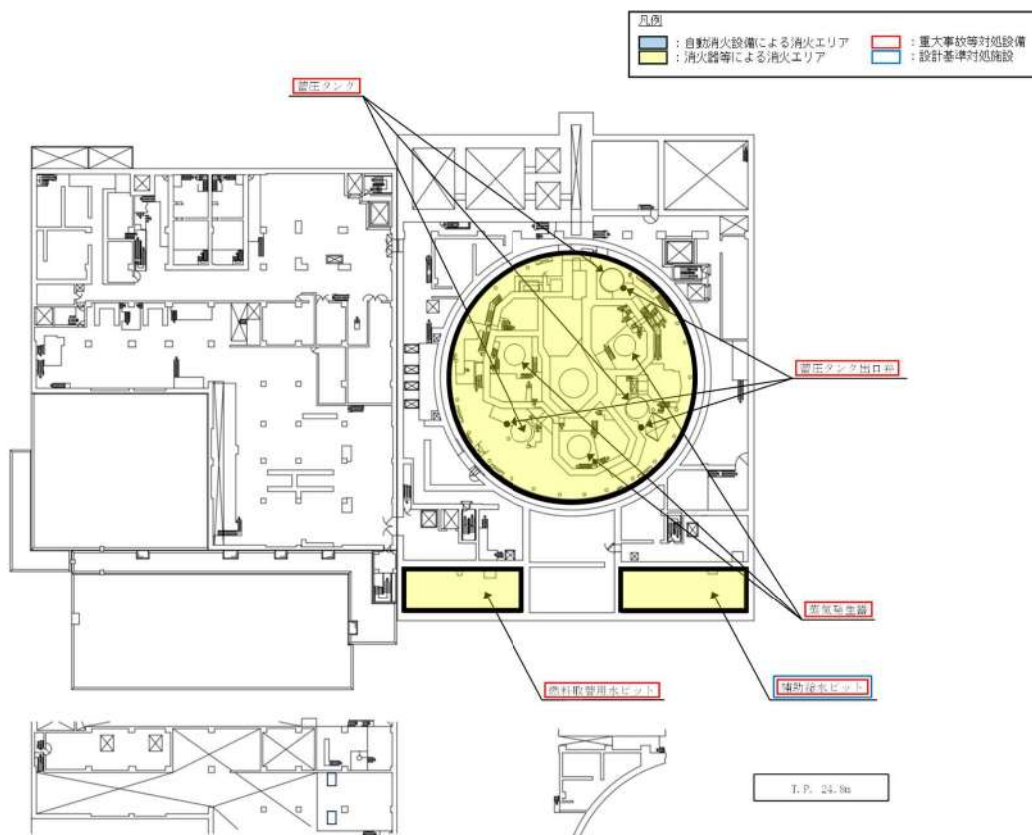 凡例
：自動消火設備による消火エリア
：重大事故等対処設備
：消火器等による消火エリア
：設計基準対処施設
蓄圧タンク
蓄圧タンク出口弁
蒸気発生器
燃料取替用水ピット
補助給水ピット
T.P. 24.8m